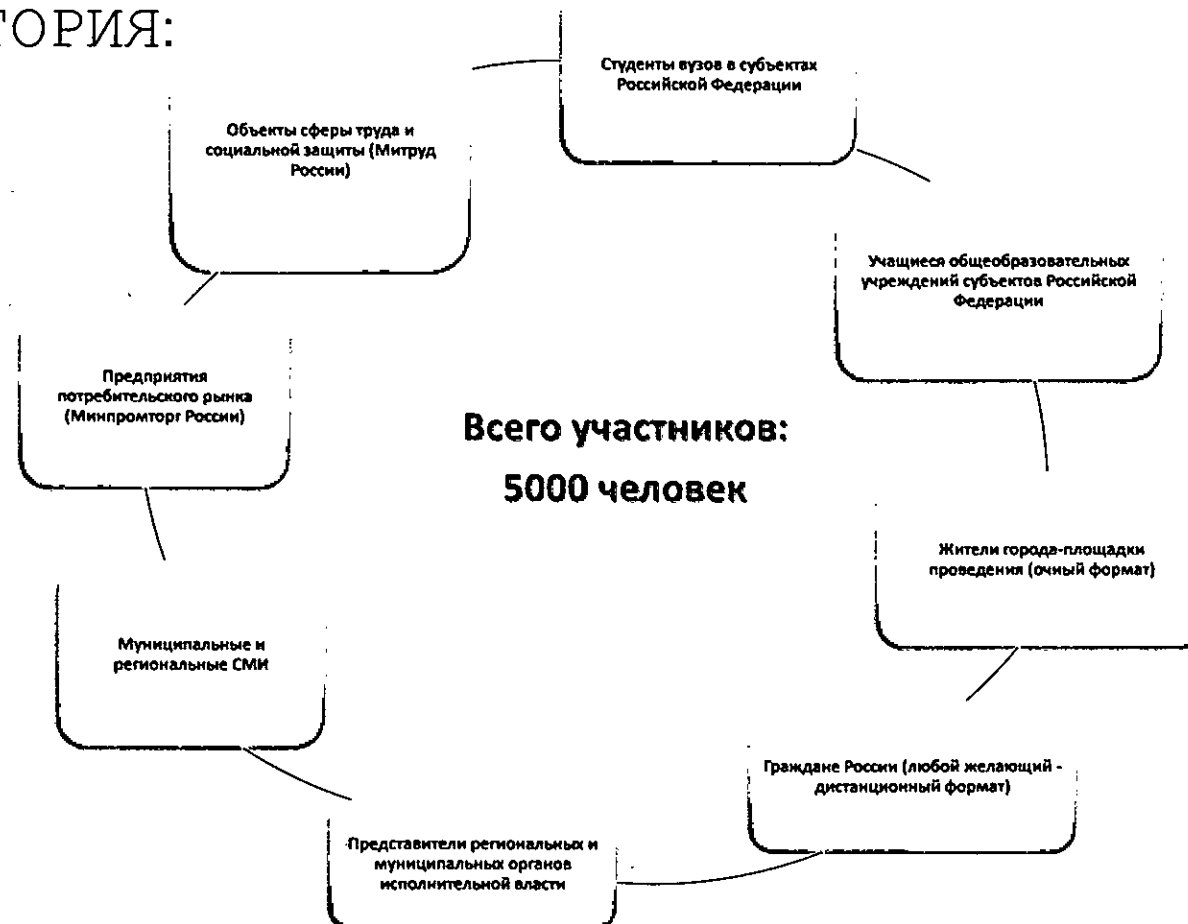 ТОРИЯ:
Студенты вузов в субъектах
Российской Федерации
Учащиеся общеобразовательных
учреждений субъектов Российской
Федерации
Жители города-площадки
проведения (очный формат)
Граждане России (любой желающий -
дистанционный формат)
Представители региональных и
муниципальных органов
исполнительной власти
Муниципальные и
региональные СМИ
Предприятия
потребительского рынка
(Минпромторг России)
Объекты сферы труда и
социальной защиты (Митруд
России)
Всего участников:
5000 человек